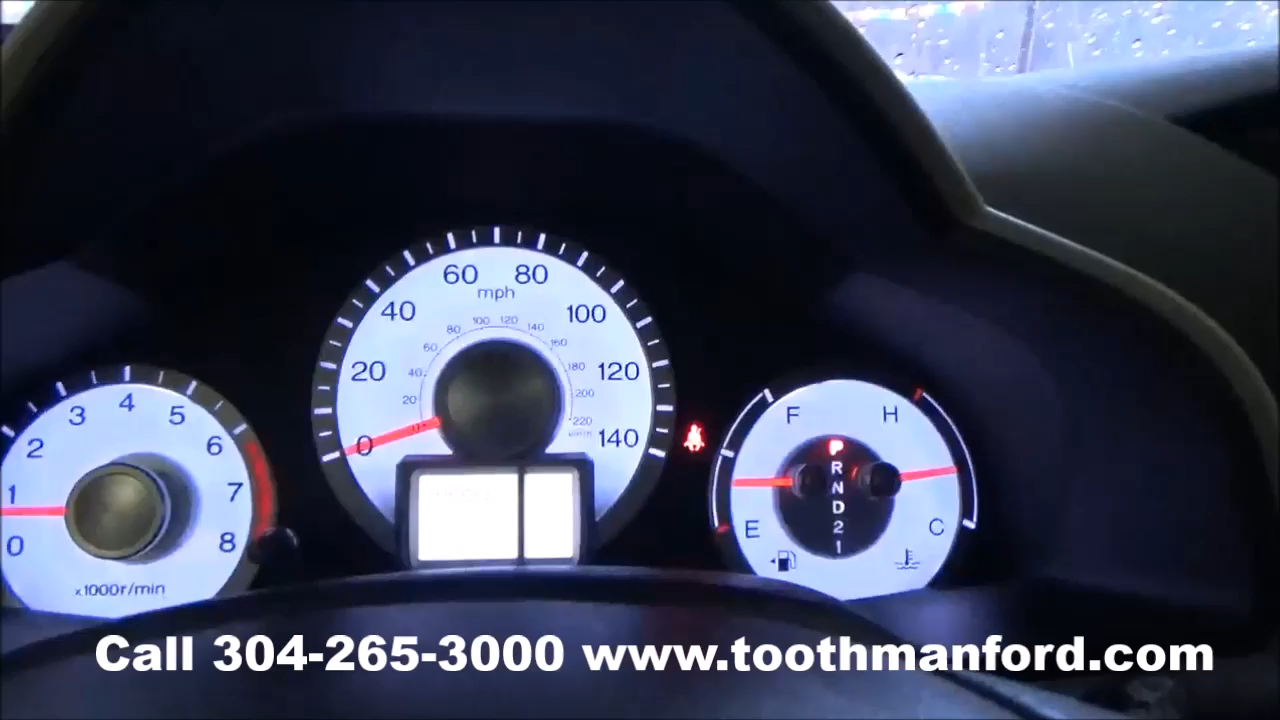 60 80
mph
40 100
80 100 120 140
60 160
20 120
40 180
20 200
220
0 140
4
3 5
2 6
1 7
0 8
x1000r/min
F H
P
R
N
D
2
1
E C
Call 304-265-3000 www.toothmanford.com